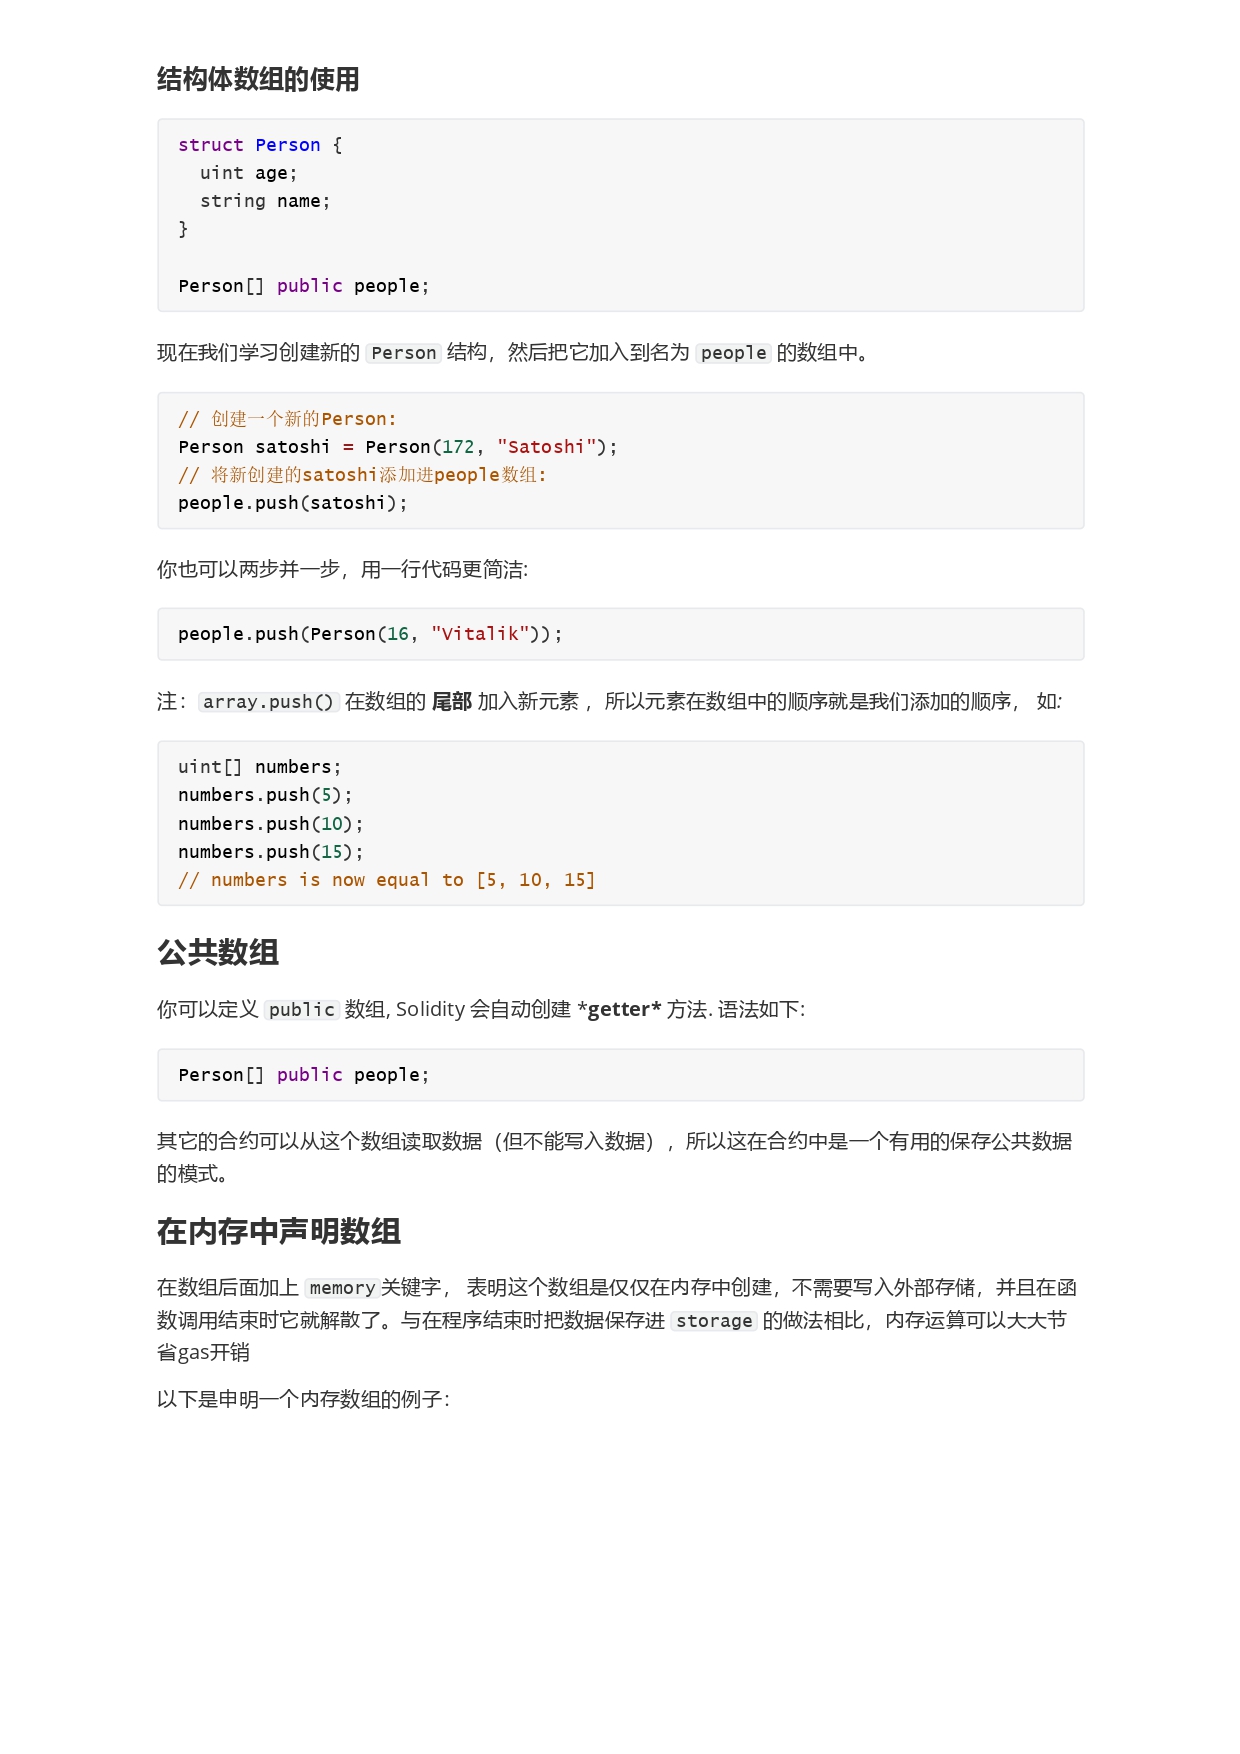 结构体数组的使用
struct Person {
  uint age;
  string name;
}
Person[] public people;
现在我们学习创建新的 Person 结构，然后把它加入到名为 people 的数组中。
// 创建一个新的Person:
Person satoshi = Person(172, "Satoshi");
// 将新创建的satoshi添加进people数组:
people.push(satoshi);
你也可以两步并一步，用一行代码更简洁:
people.push(Person(16, "Vitalik"));
注：array.push() 在数组的 尾部 加入新元素 ，所以元素在数组中的顺序就是我们添加的顺序， 如:
uint[] numbers;
numbers.push(5);
numbers.push(10);
numbers.push(15);
// numbers is now equal to [5, 10, 15]
公共数组
你可以定义 public 数组, Solidity 会自动创建 *getter* 方法. 语法如下:
Person[] public people;
其它的合约可以从这个数组读取数据（但不能写入数据），所以这在合约中是一个有用的保存公共数据
的模式。
在内存中声明数组
在数组后面加上 memory关键字， 表明这个数组是仅仅在内存中创建，不需要写入外部存储，并且在函
数调用结束时它就解散了。与在程序结束时把数据保存进 storage 的做法相比，内存运算可以大大节
省gas开销
以下是申明一个内存数组的例子：